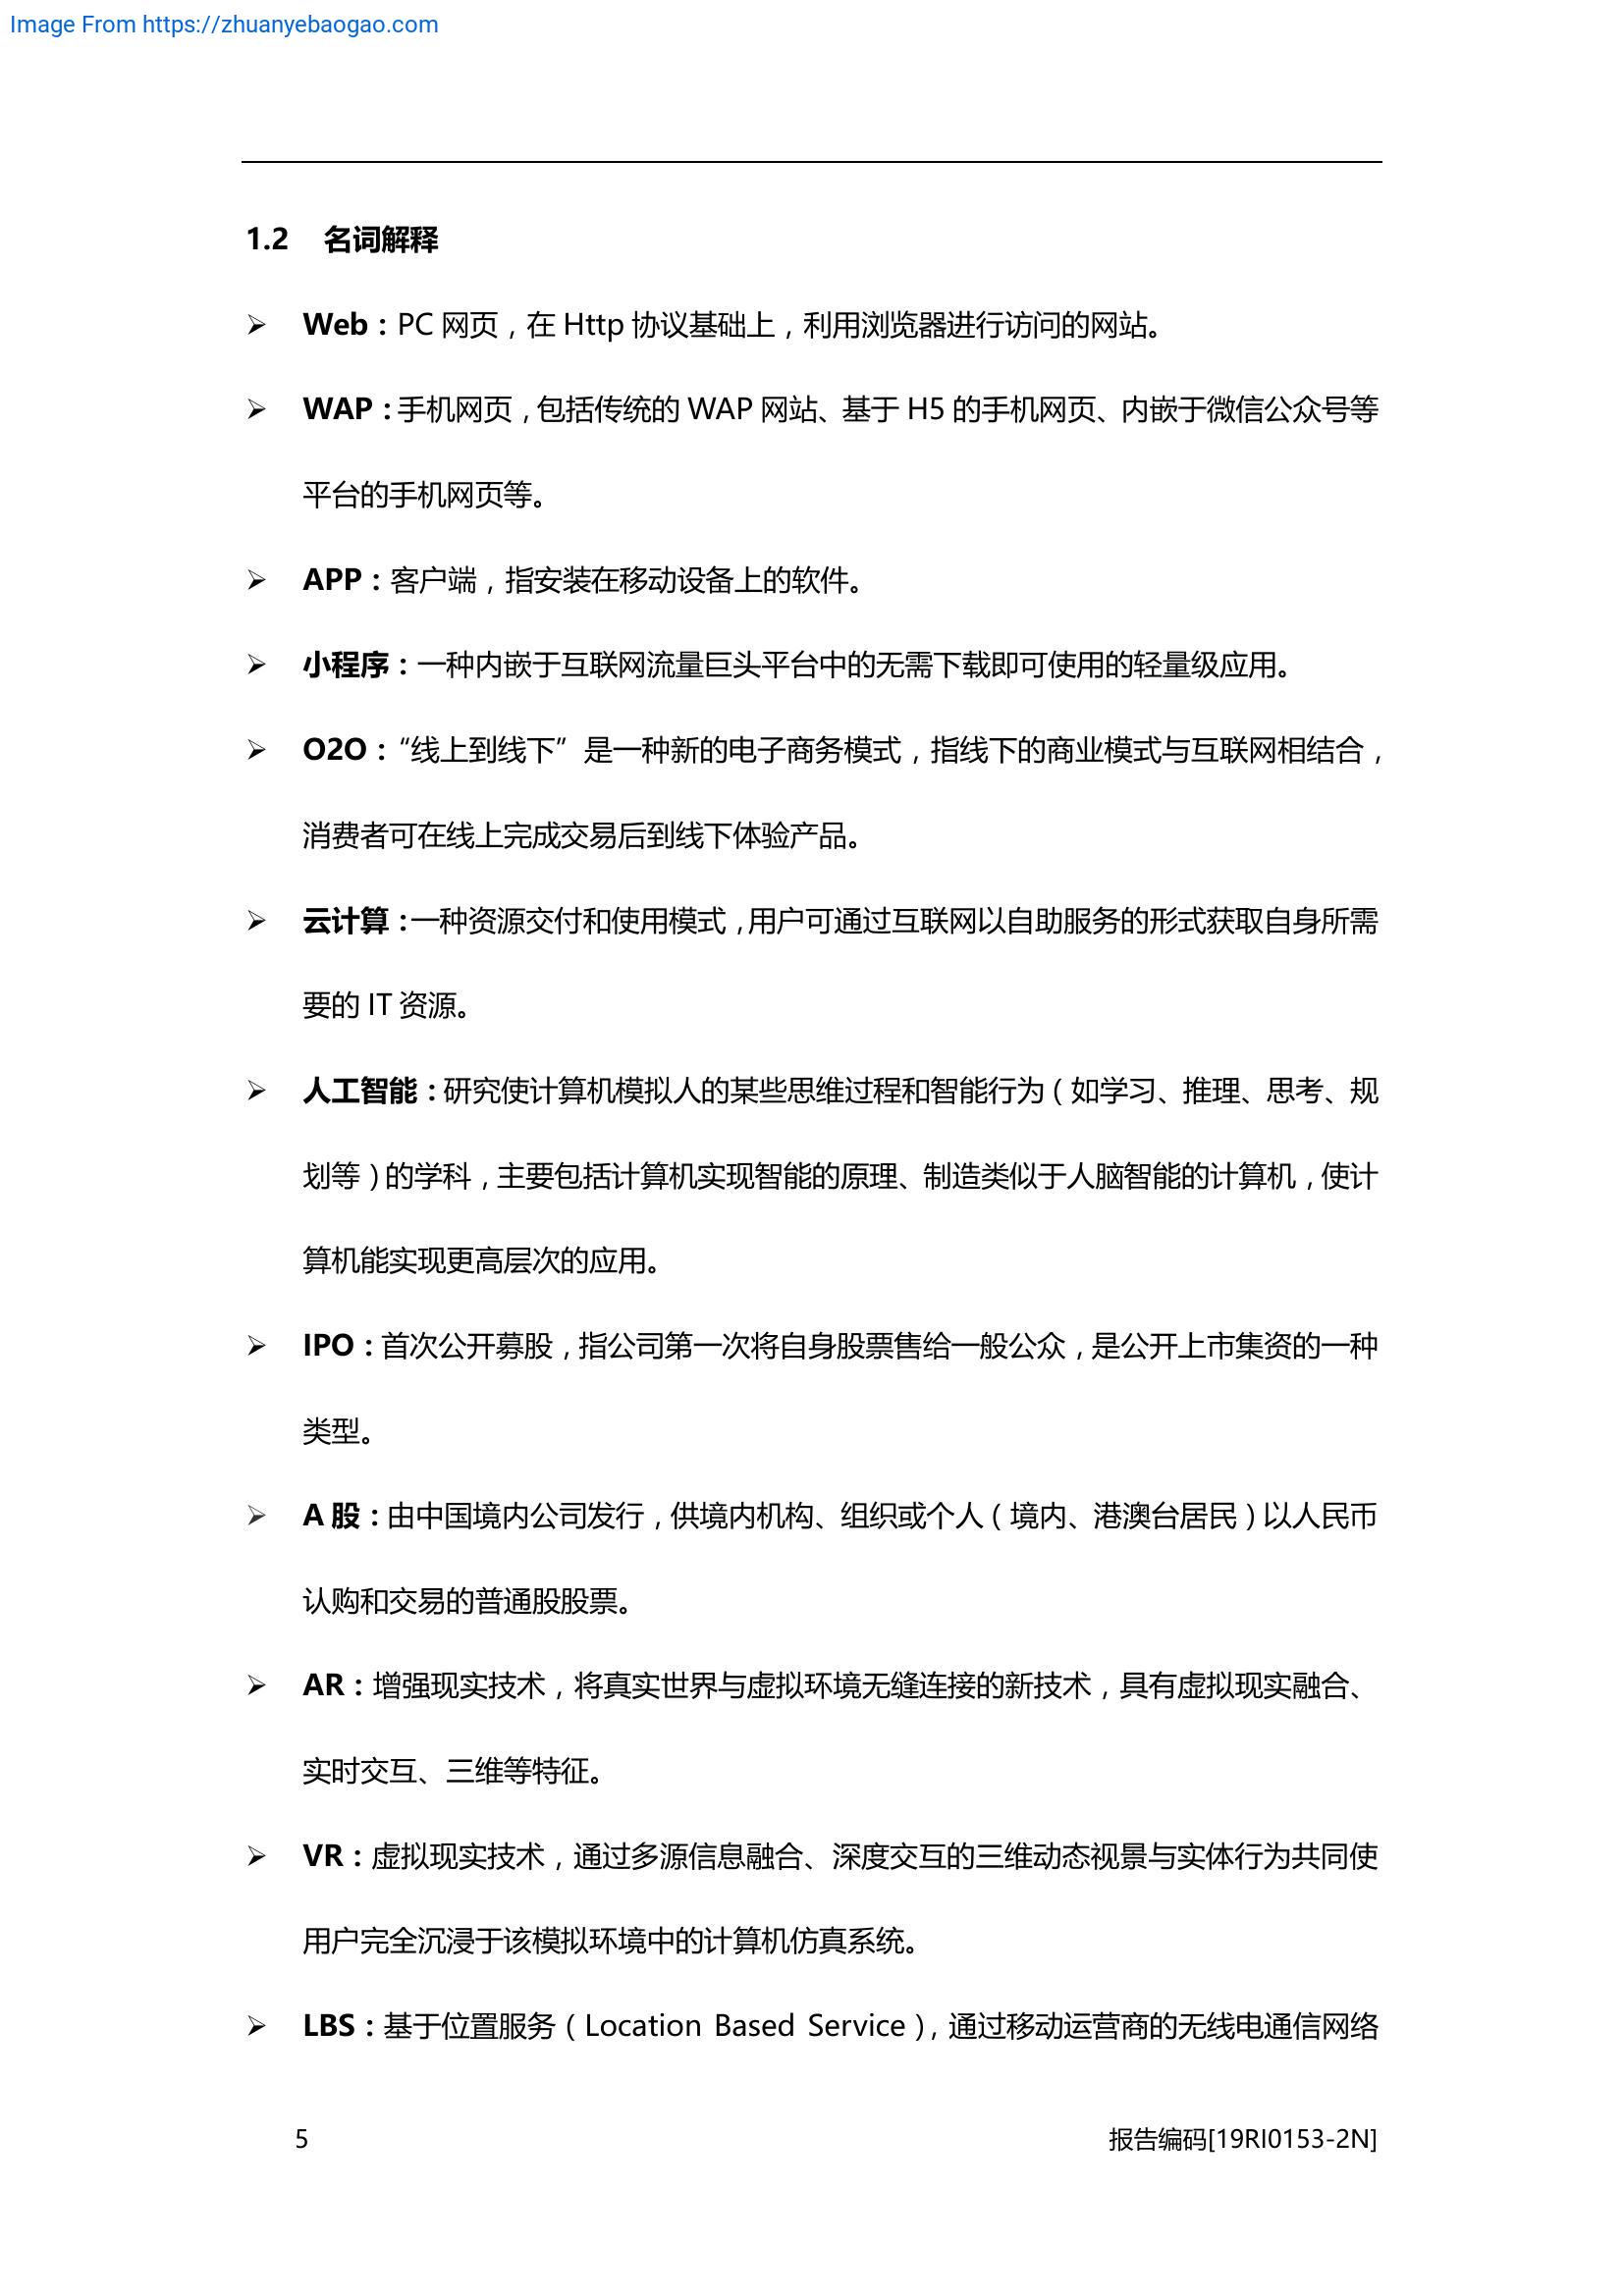 Image From https://zhuanyebaogao.com
1.2 名词解释
➢ Web：PC 网页，在 Http 协议基础上，利用浏览器进行访问的网站。
➢ WAP：手机网页，包括传统的 WAP 网站、基于 H5 的手机网页、内嵌于微信公众号等
平台的手机网页等。
➢ APP：客户端，指安装在移动设备上的软件。
➢ 小程序：一种内嵌于互联网流量巨头平台中的无需下载即可使用的轻量级应用。
➢ O2O：“线上到线下”是一种新的电子商务模式，指线下的商业模式与互联网相结合，
消费者可在线上完成交易后到线下体验产品。
➢ 云计算：一种资源交付和使用模式，用户可通过互联网以自助服务的形式获取自身所需
要的 IT 资源。
➢ 人工智能：研究使计算机模拟人的某些思维过程和智能行为（如学习、推理、思考、规
划等）的学科，主要包括计算机实现智能的原理、制造类似于人脑智能的计算机，使计
算机能实现更高层次的应用。
➢ IPO：首次公开募股，指公司第一次将自身股票售给一般公众，是公开上市集资的一种
类型。
➢ A 股：由中国境内公司发行，供境内机构、组织或个人（境内、港澳台居民）以人民币
认购和交易的普通股股票。
➢ AR：增强现实技术，将真实世界与虚拟环境无缝连接的新技术，具有虚拟现实融合、
实时交互、三维等特征。
➢ VR：虚拟现实技术，通过多源信息融合、深度交互的三维动态视景与实体行为共同使
用户完全沉浸于该模拟环境中的计算机仿真系统。
➢ LBS：基于位置服务（Location Based Service），通过移动运营商的无线电通信网络
5 报告编码[19RI0153-2N]